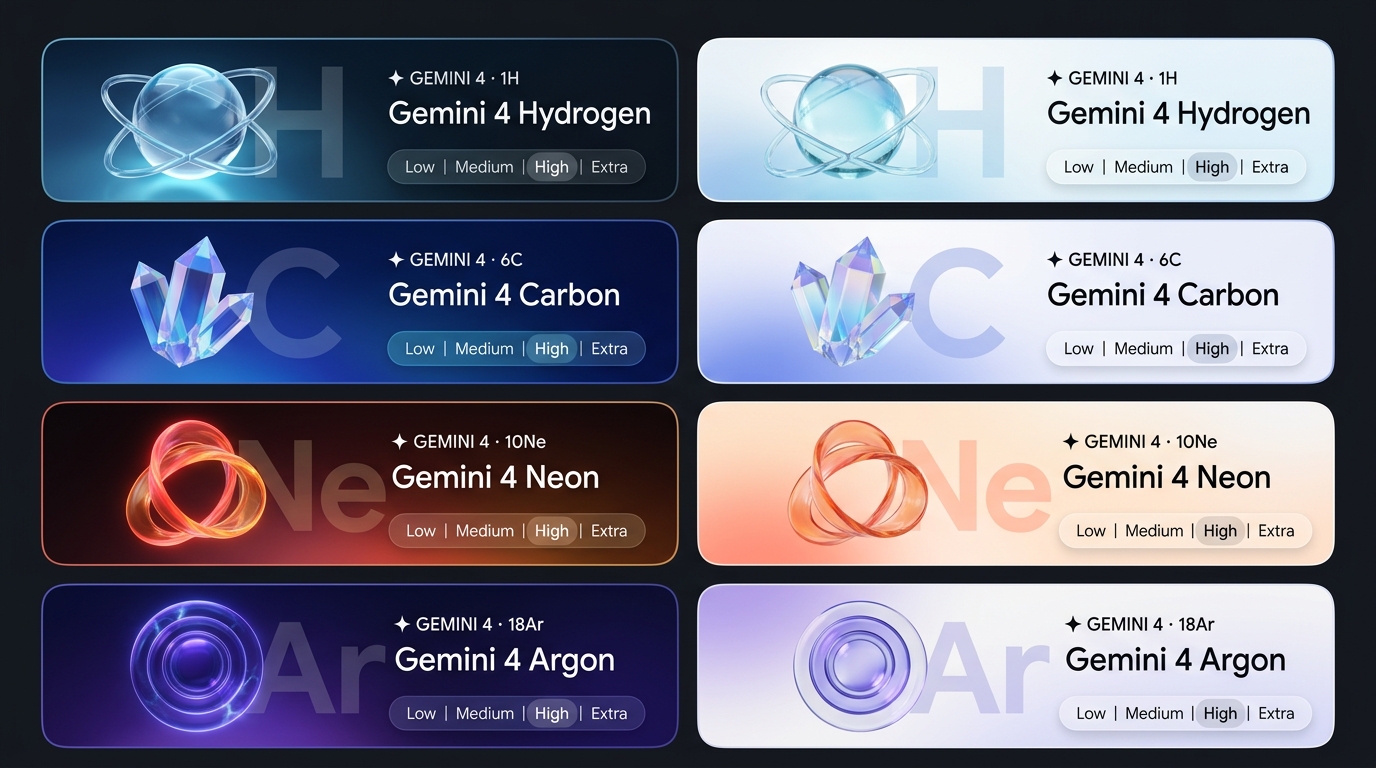 H
✦ GEMINI 4 · 1H
Gemini 4 Hydrogen
Low | Medium | High | Extra
H
✦ GEMINI 4 · 1H
Gemini 4 Hydrogen
Low | Medium | High | Extra
C
✦ GEMINI 4 · 6C
Gemini 4 Carbon
Low | Medium | High | Extra
C
✦ GEMINI 4 · 6C
Gemini 4 Carbon
Low | Medium | High | Extra
Ne
✦ GEMINI 4 · 10Ne
Gemini 4 Neon
Low | Medium | High | Extra
Ne
✦ GEMINI 4 · 10Ne
Gemini 4 Neon
Low | Medium | High | Extra
Ar
✦ GEMINI 4 · 18Ar
Gemini 4 Argon
Low | Medium | High | Extra
Ar
✦ GEMINI 4 · 18Ar
Gemini 4 Argon
Low | Medium | High | Extra